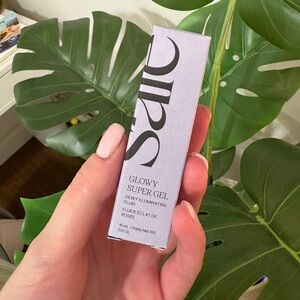 Saie
GLOWY
SUPER GEL
DEWY ILLUMINATING
FLUID
FLUIDE ÉCLAT DE
ROSÉE